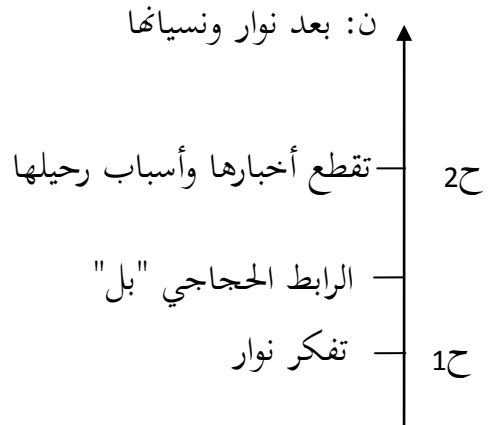 ن: بعد نوار ونسيانها
ح2 تقطع أخبارها وأسباب رحيلها
الرابط الحجاجي "بل"
ح1 تفكر نوار